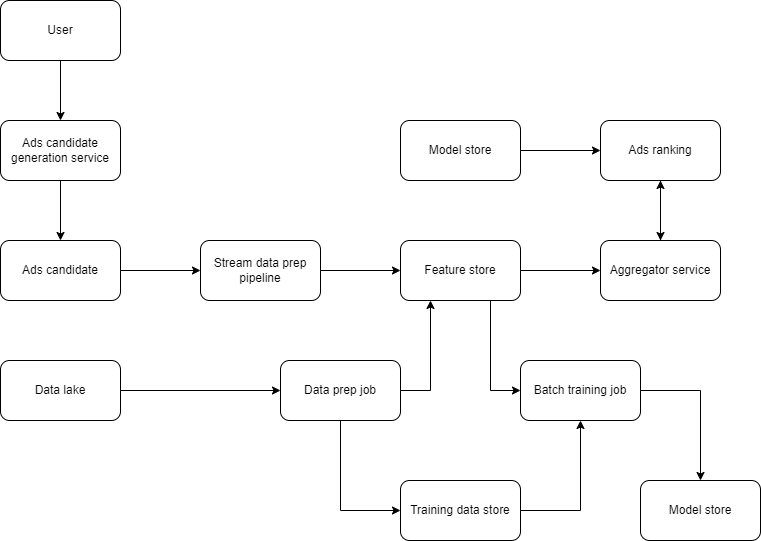 User
Ads candidate
generation service
Model store
Ads ranking
Ads candidate
Stream data prep
pipeline
Feature store
Aggregator service
Data lake
Data prep job
Batch training job
Training data store
Model store